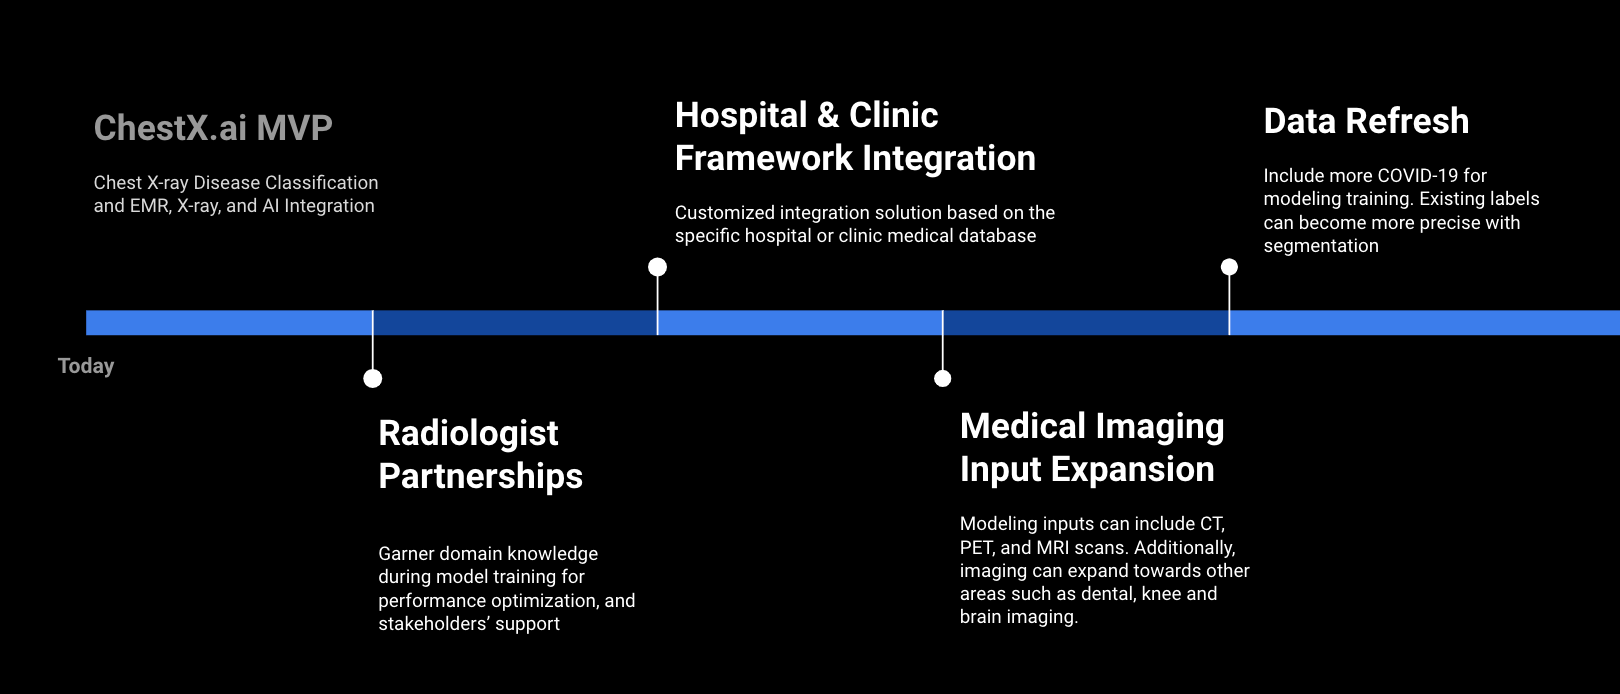 ChestX.ai MVP
Chest X-ray Disease Classification
and EMR, X-ray, and AI Integration
Hospital & Clinic
Framework Integration
Customized integration solution based on the
specific hospital or clinic medical database
Data Refresh
Include more COVID-19 for
modeling training. Existing labels
can become more precise with
segmentation
Today
Radiologist
Partnerships
Garner domain knowledge
during model training for
performance optimization, and
stakeholders’ support
Medical Imaging
Input Expansion
Modeling inputs can include CT,
PET, and MRI scans. Additionally,
imaging can expand towards other
areas such as dental, knee and
brain imaging.